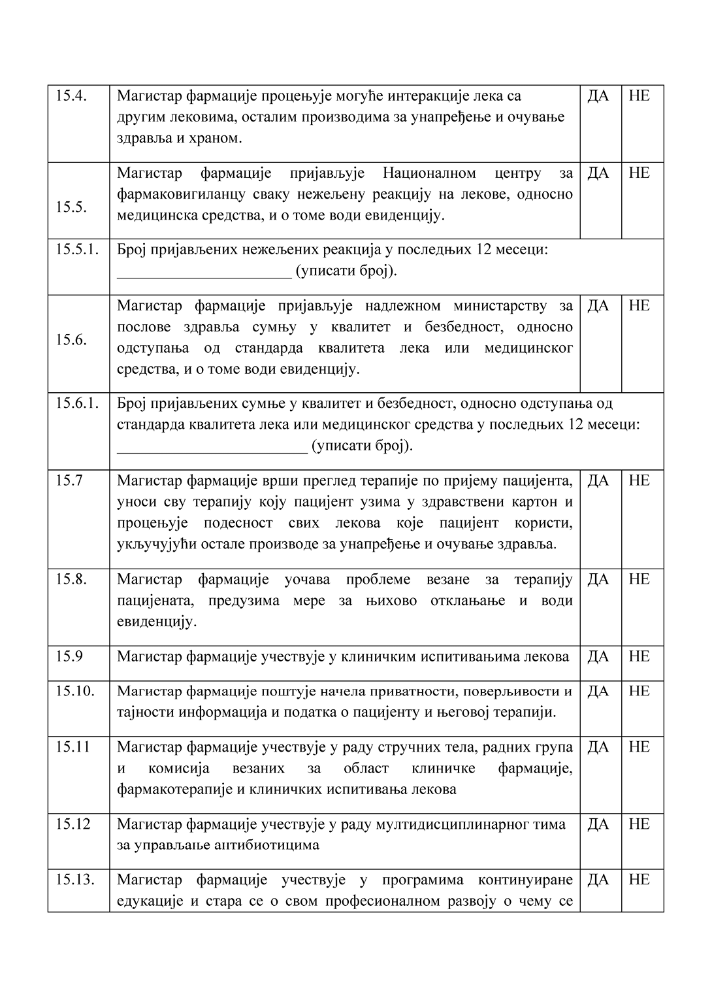 15.4. Магистар фармације процењује могуће интеракције лека са ДА НЕ
другим лековима, осталим производима за унапређење и очување
здравља и храном.
Магистар фармације пријављује Националном центру за ДА НЕ
фармаковигиланцу сваку нежељену реакцију на лекове, односно
15.5.
медицинска средства, и о томе води евиденцију.
15.5.1. Број пријављених нежељених реакција у последњих 12 месеци:
_____________________ (уписати број).
Магистар фармације пријављује надлежном министарству за ДА НЕ
послове здравља сумњу у квалитет и безбедност, односно
15.6.
одступања од стандарда квалитета лека или медицинског
средства, и о томе води евиденцију.
15.6.1. Број пријављених сумње у квалитет и безбедност, односно одступања од
стандарда квалитета лека или медицинског средства у последњих 12 месеци:
_______________________ (уписати број).
15.7 Магистар фармације врши преглед терапије по пријему пацијента, ДА НЕ
уноси сву терапију коју пацијент узима у здравствени картон и
процењује подесност свих лекова које пацијент користи,
укључујући остале производе за унапређење и очување здравља.
15.8. Магистар фармације уочава проблеме везане за терапију ДА НЕ
пацијената, предузима мере за њихово отклањање и води
евиденцију.
15.9 Магистар фармације учествује у клиничким испитивањима лекова ДА НЕ
15.10. Магистар фармације поштује начела приватности, поверљивости и ДА НЕ
тајности информација и податка о пацијенту и његовој терапији.
15.11 Магистар фармације учествује у раду стручних тела, радних група ДА НЕ
и комисија везаних за област клиничке фармације,
фармакотерапије и клиничких испитивања лекова
15.12 Магистар фармације учествује у раду мултидисциплинарног тима ДА НЕ
за управљање антибиотицима
15.13. Магистар фармације учествује у програмима континуиране ДА НЕ
едукације и стара се о свом професионалном развоју о чему се